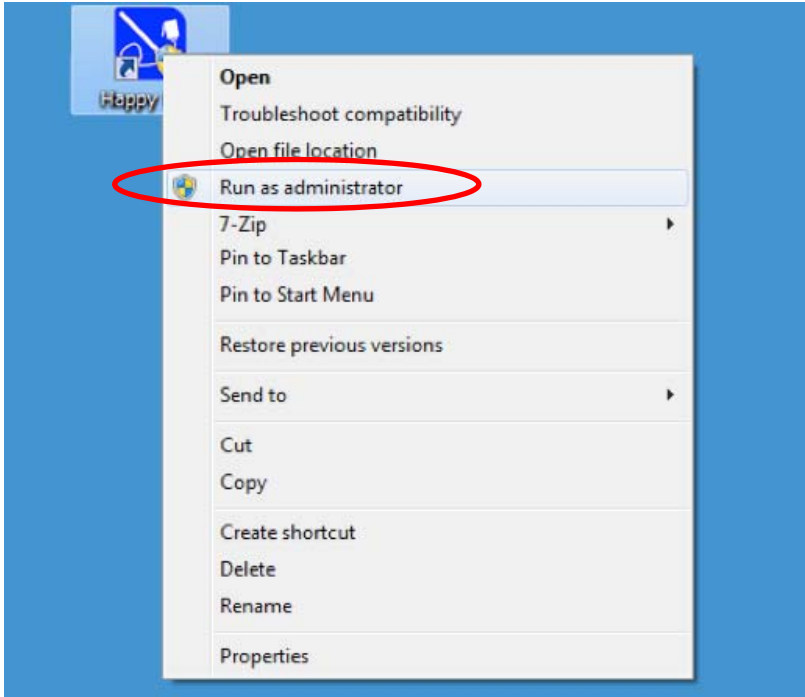 Happy
Open
Troubleshoot compatibility
Open file location
Run as administrator
7-Zip
Pin to Taskbar
Pin to Start Menu
Restore previous versions
Send to
Cut
Copy
Create shortcut
Delete
Rename
Properties